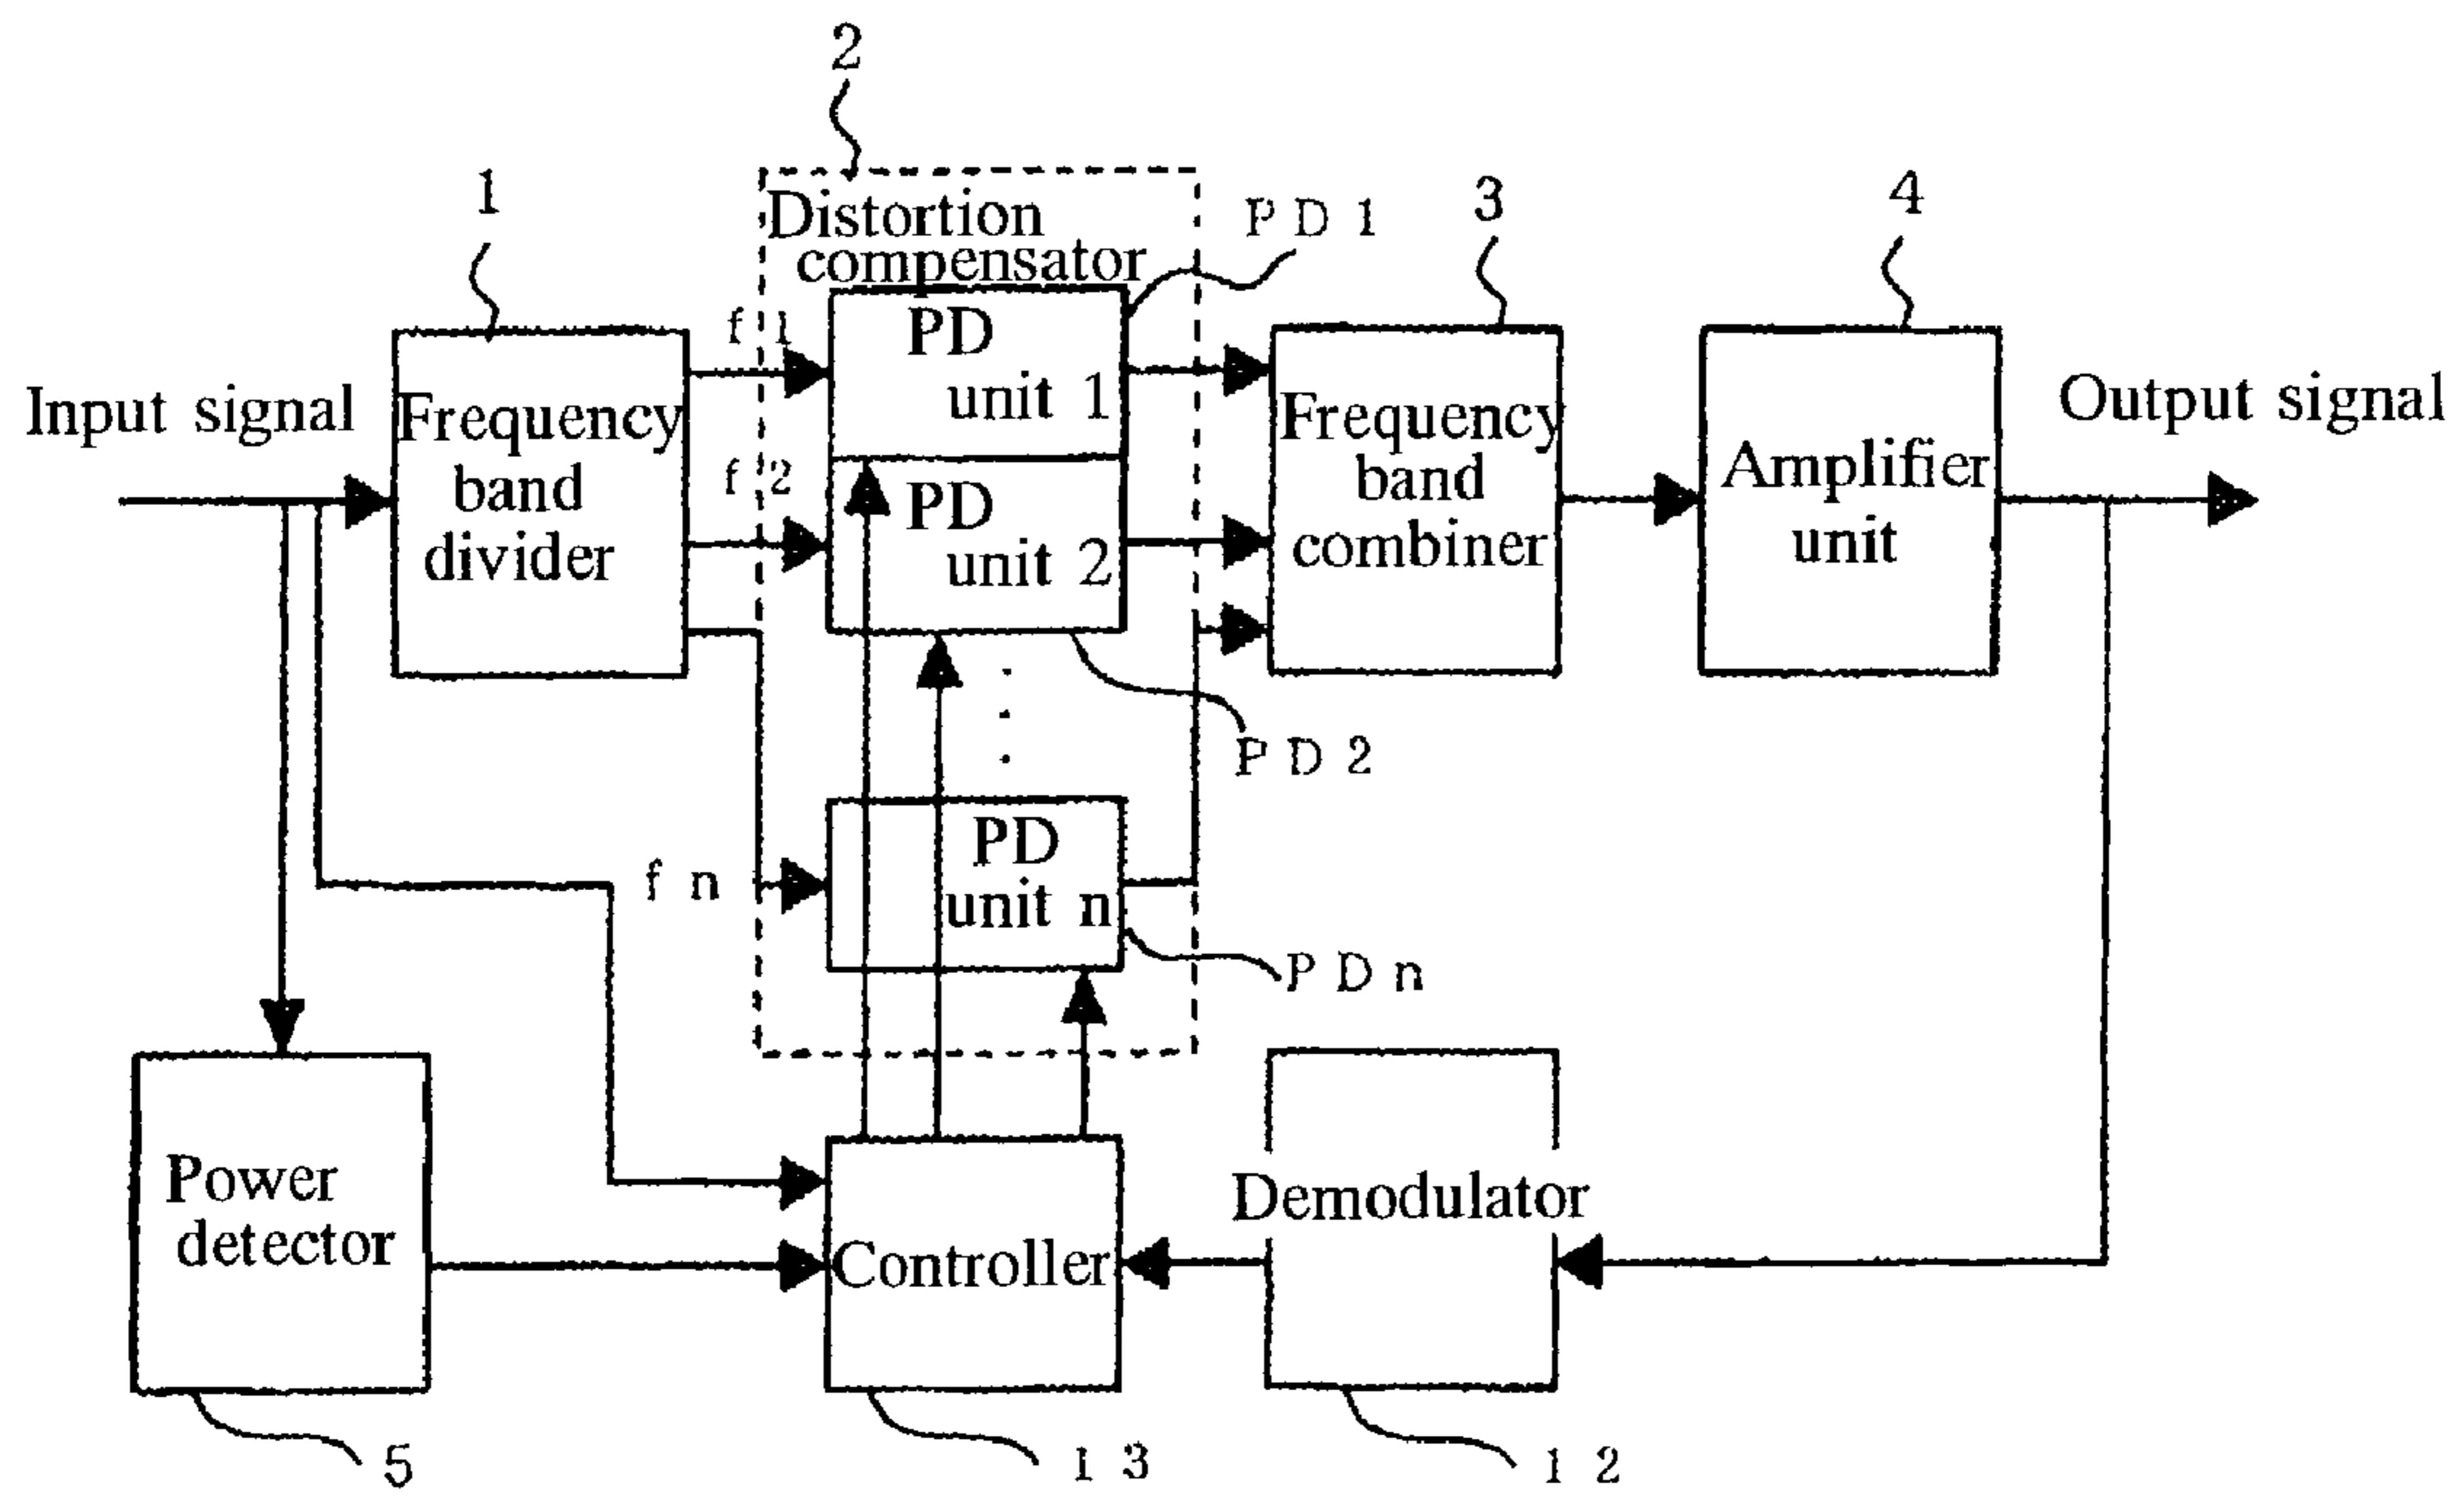 2
1
Distortion
compensator
PD1
3
4
f1
PD
unit 1
Input signal
Frequency
band
divider
f2
PD
unit 2
Frequency
band
combiner
Amplifier
unit
Output signal
PD2
fn
PD
unit n
PDn
Power
detector
Controller
Demodulator
5
13
12